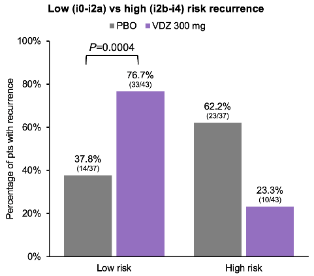 Low (i0-i2a) vs high (i2b-i4) risk recurrence
PBO VDZ 300 mg
P=0.0004
100%
80%
60%
40%
20%
0%
Percentage of pts with recurrence
37.8%
(14/37)
76.7%
(33/43)
62.2%
(23/37)
23.3%
(10/43)
Low risk High risk